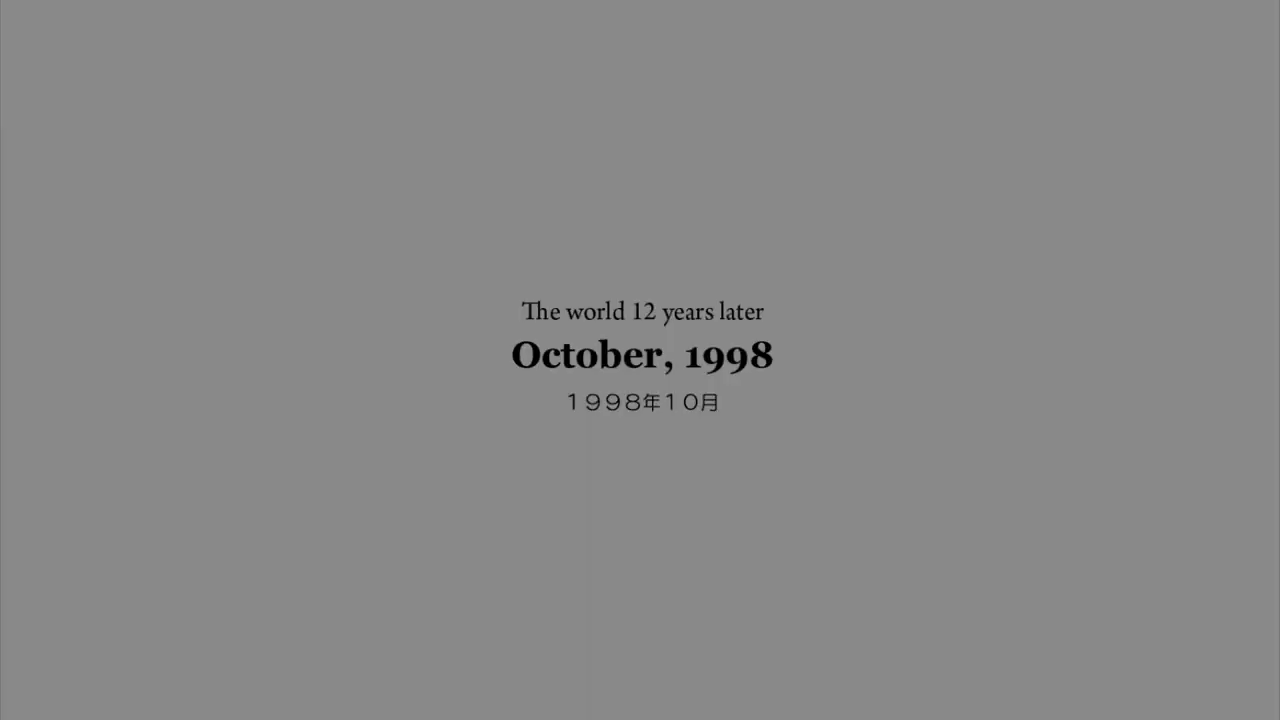 The world 12 years later
October, 1998
１９９８年１０月